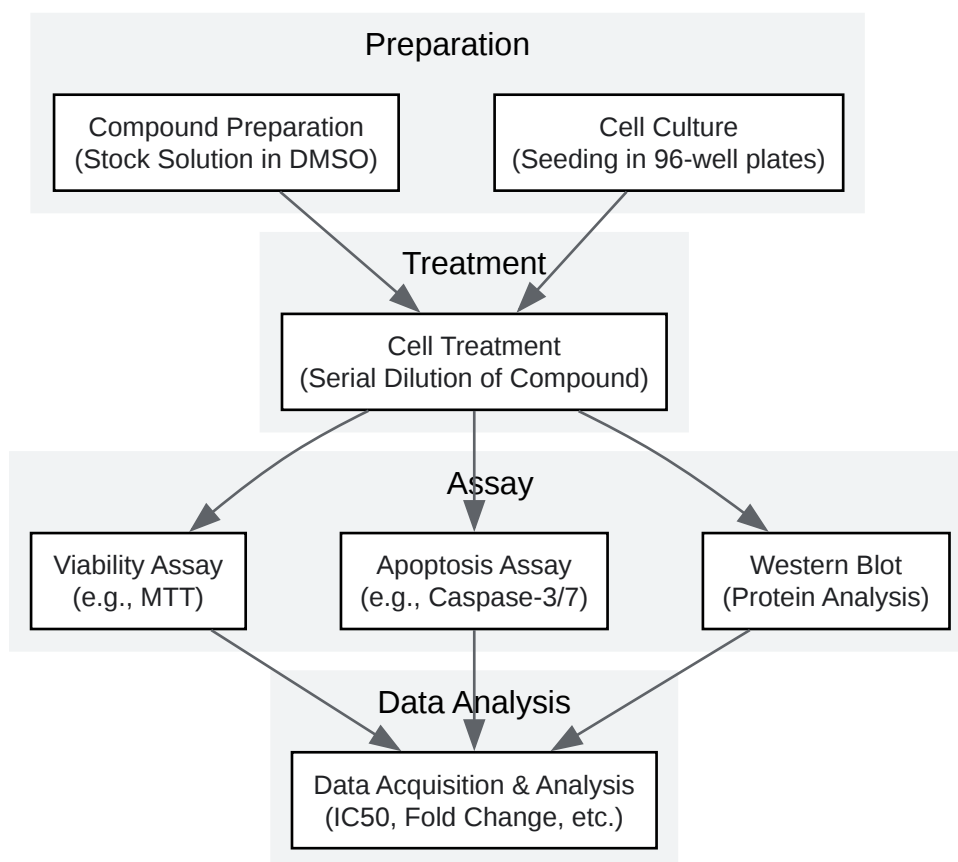 Preparation
Compound Preparation
(Stock Solution in DMSO)
Cell Culture
(Seeding in 96-well plates)
Treatment
Cell Treatment
(Serial Dilution of Compound)
Assay
Viability Assay
(e.g., MTT)
Apoptosis Assay
(e.g., Caspase-3/7)
Western Blot
(Protein Analysis)
Data Analysis
Data Acquisition & Analysis
(IC50, Fold Change, etc.)